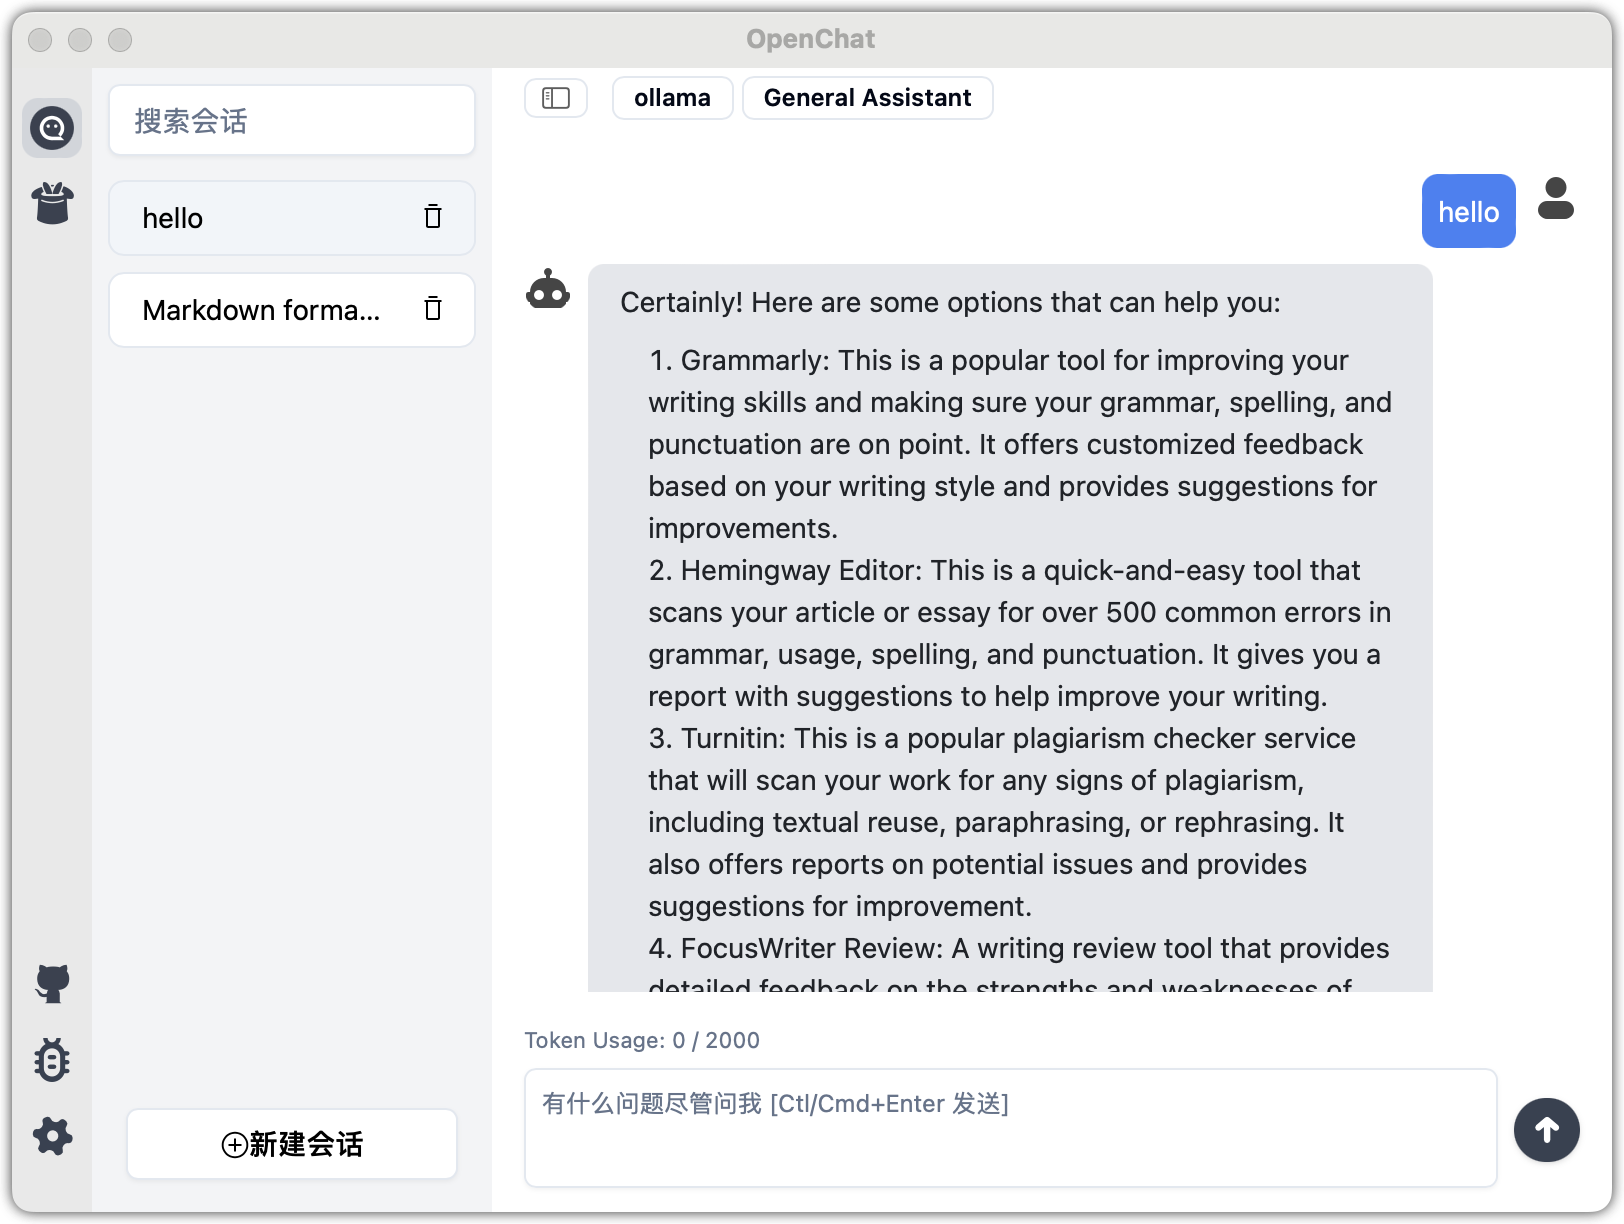 OpenChat
搜索会话
hello
Markdown forma...
⊕新建会话
ollama
General Assistant
hello
Certainly! Here are some options that can help you:
1. Grammarly: This is a popular tool for improving your
writing skills and making sure your grammar, spelling, and
punctuation are on point. It offers customized feedback
based on your writing style and provides suggestions for
improvements.
2. Hemingway Editor: This is a quick-and-easy tool that
scans your article or essay for over 500 common errors in
grammar, usage, spelling, and punctuation. It gives you a
report with suggestions to help improve your writing.
3. Turnitin: This is a popular plagiarism checker service
that will scan your work for any signs of plagiarism,
including textual reuse, paraphrasing, or rephrasing. It
also offers reports on potential issues and provides
suggestions for improvement.
4. FocusWriter Review: A writing review tool that provides
detailed feedback on the strengths and weaknesses of
Token Usage: 0 / 2000
有什么问题尽管问我 [Ctl/Cmd+Enter 发送]